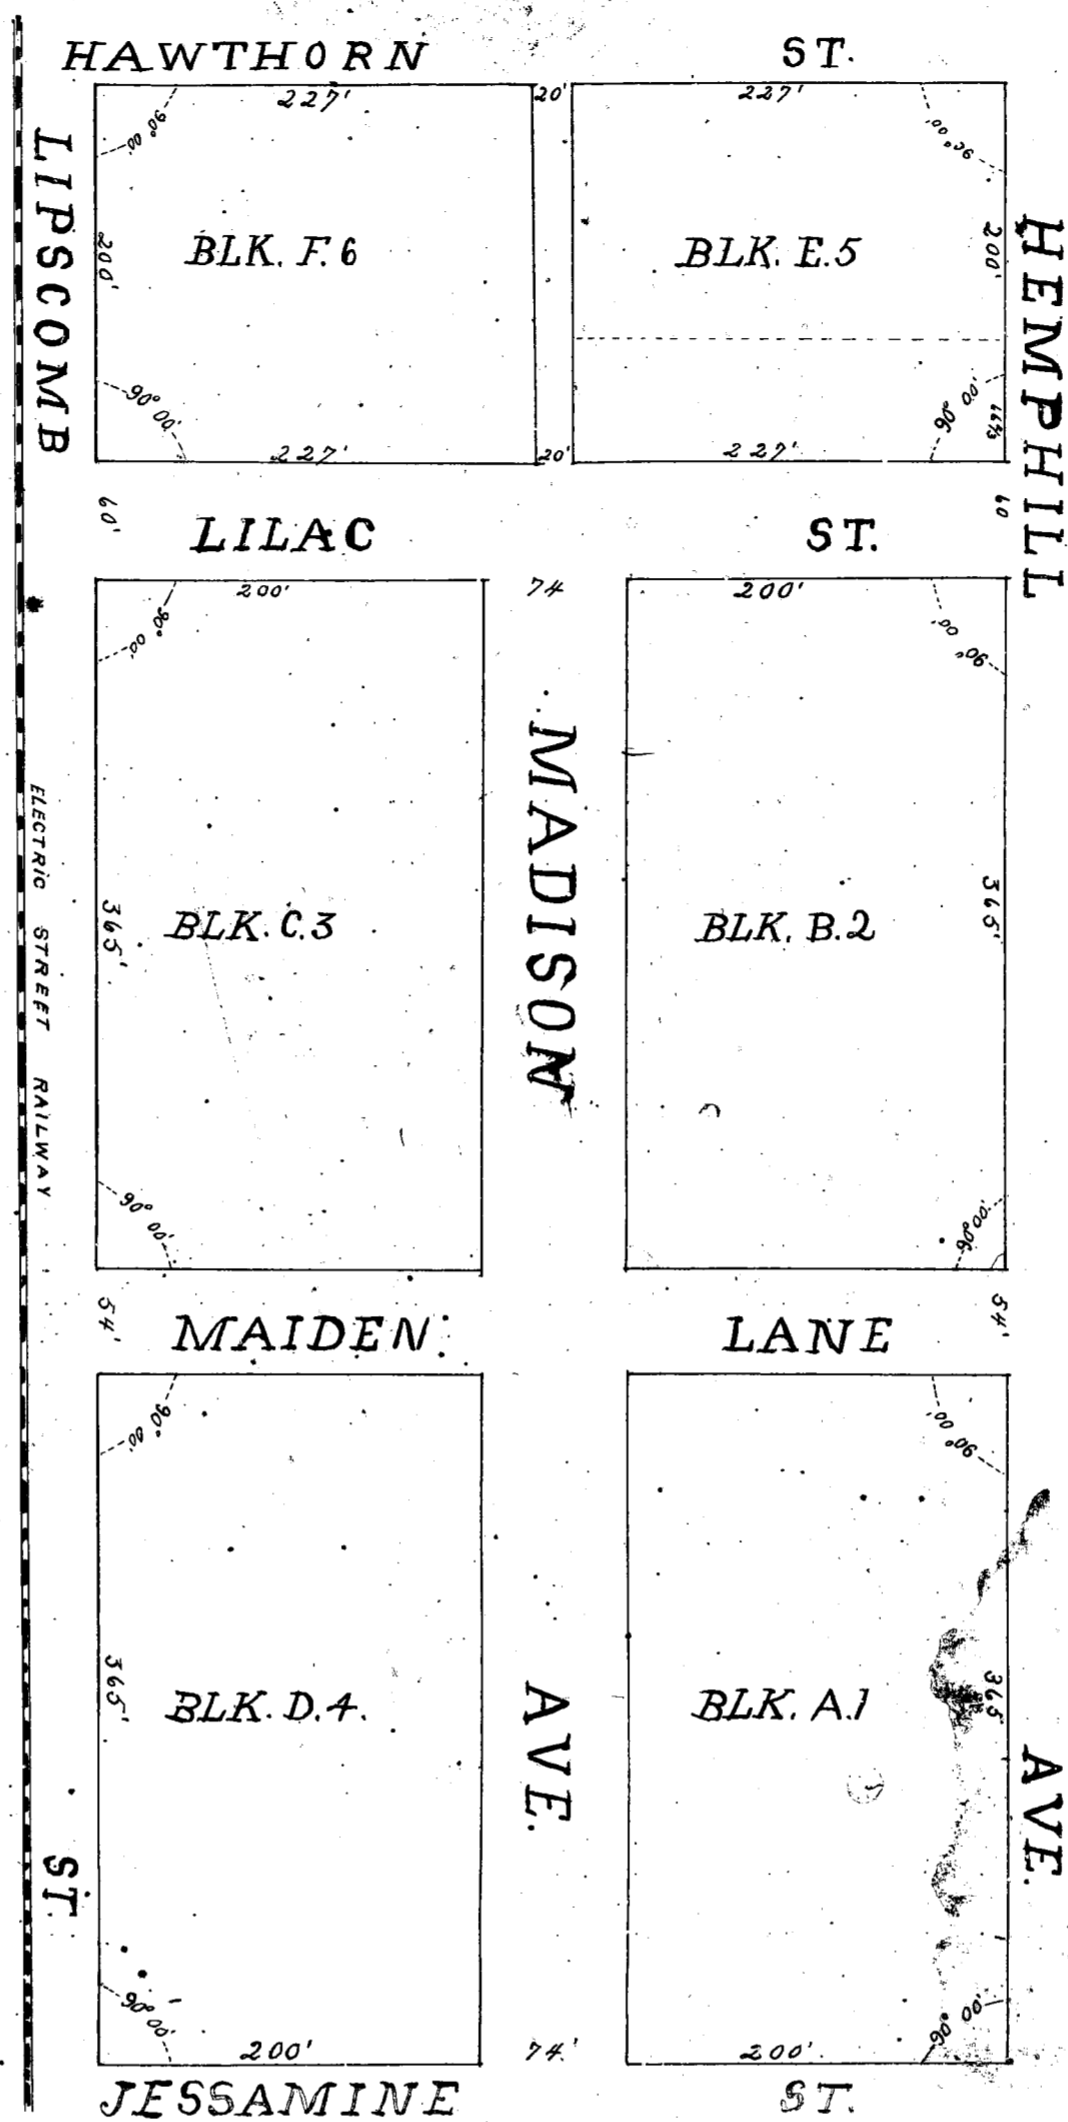 HAWTHORN ST.
227' 20' 227'
90° 00' 90° 00'
LIPSCOMB ST.
HEMPHILL AVE.
200' BLK. F. 6 BLK. E. 5 200'
90° 00' 90° 00'
227' 20' 227'
60' LILAC ST. 60'
200' 74 200'
90° 00' 90° 00'
MADISON AVE.
ELECTRIC STREET RAILWAY
365' BLK. C. 3 BLK. B. 2 365'
90° 00' 90° 00'
54' MAIDEN LANE 54'
90° 00' 90° 00'
365' BLK. D. 4. BLK. A. 1 365'
90° 00' 90° 00'
200' 74' 200'
JESSAMINE ST.